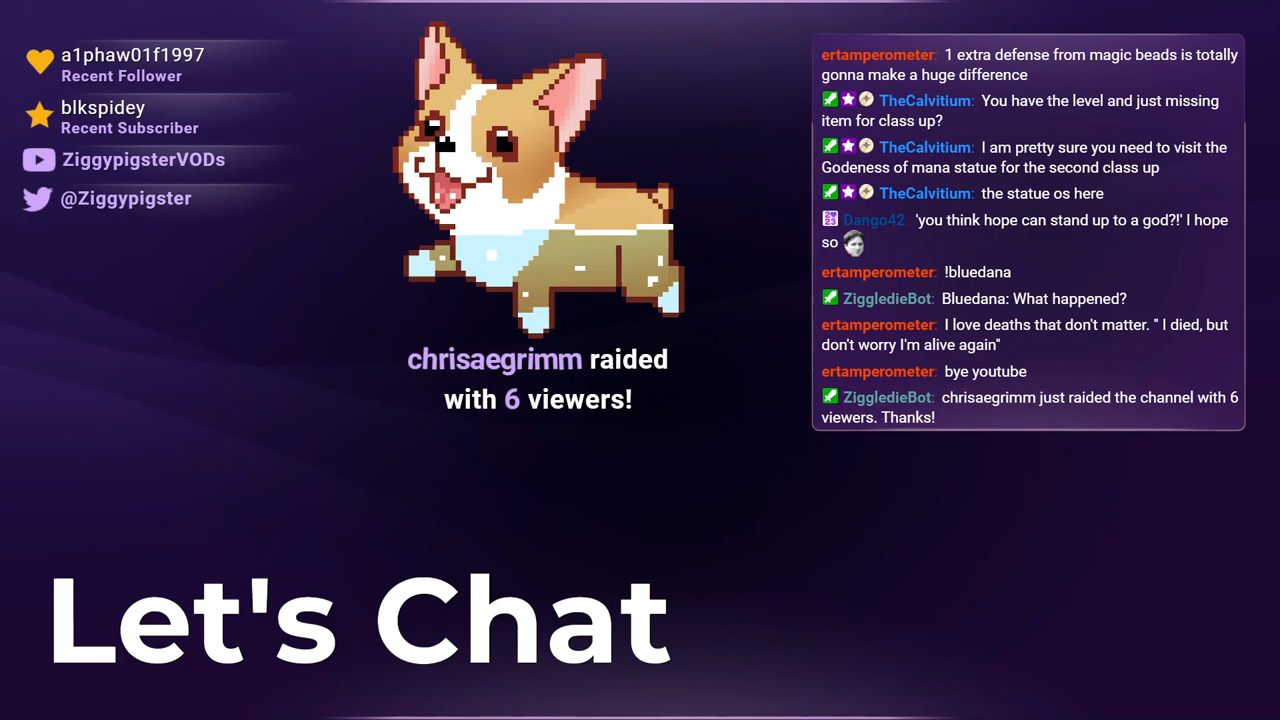 a1phaw01f1997
Recent Follower
blkspidey
Recent Subscriber
ZiggypigsterVODs
@Ziggypigster
chrisaegrimm raided
with 6 viewers!
ertamperometer: 1 extra defense from magic beads is totally
gonna make a huge difference
TheCalvitium: You have the level and just missing
item for class up?
TheCalvitium: I am pretty sure you need to visit the
Godeness of mana statue for the second class up
TheCalvitium: the statue os here
Dango42: 'you think hope can stand up to a god?!' I hope
so
ertamperometer: !bluedana
ZiggledieBot: Bluedana: What happened?
ertamperometer: I love deaths that don't matter. " I died, but
don't worry I'm alive again"
ertamperometer: bye youtube
ZiggledieBot: chrisaegrimm just raided the channel with 6
viewers. Thanks!
Let's Chat